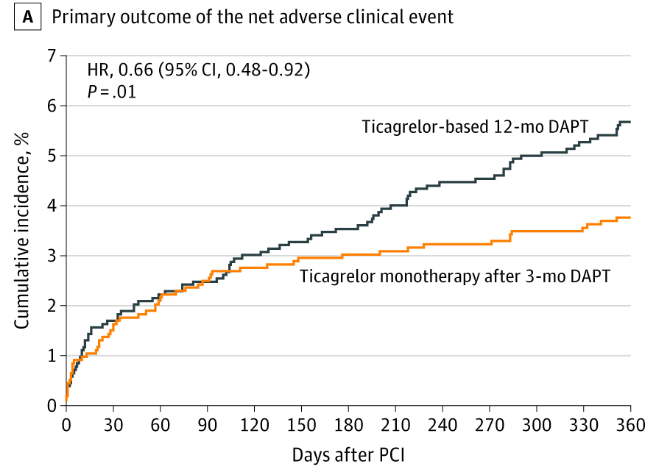 A Primary outcome of the net adverse clinical event
7
HR, 0.66 (95% CI, 0.48-0.92)
P = .01
6
Ticagrelor-based 12-mo DAPT
5
4
3
Ticagrelor monotherapy after 3-mo DAPT
2
1
0
Cumulative incidence, %
0 30 60 90 120 150 180 210 240 270 300 330 360
Days after PCI